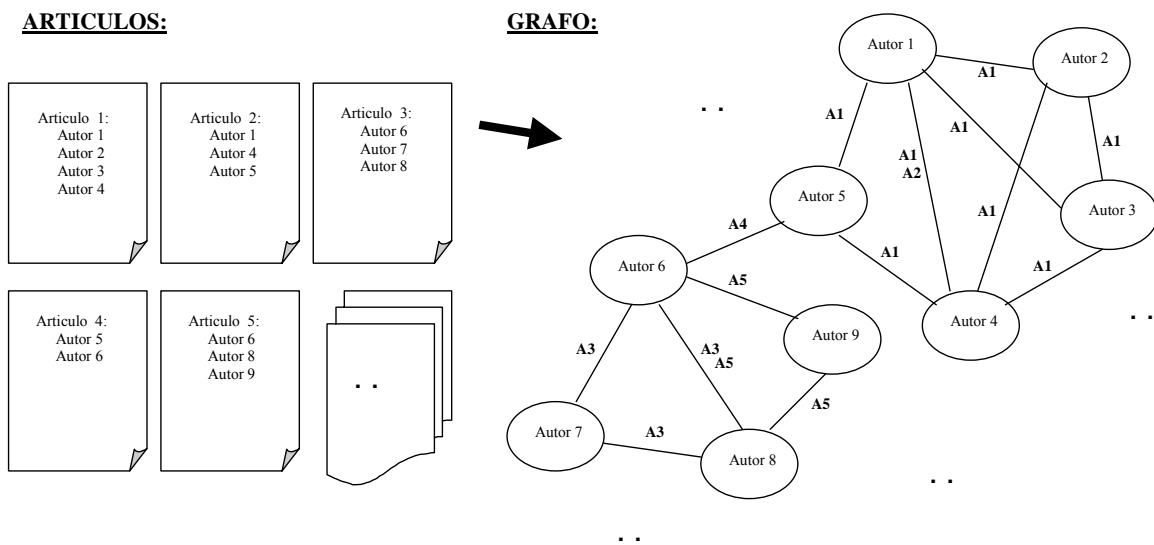 ARTICULOS:
Articulo 1:
Autor 1
Autor 2
Autor 3
Autor 4
Articulo 2:
Autor 1
Autor 4
Autor 5
Articulo 3:
Autor 6
Autor 7
Autor 8
Articulo 4:
Autor 5
Autor 6
Articulo 5:
Autor 6
Autor 8
Autor 9
. .
GRAFO:
Autor 1
Autor 2
A1
. .
A1
A1
A1
A1
A2
Autor 5
Autor 3
A4
A1
A1
A1
Autor 6
A5
Autor 4
. .
Autor 9
A3
A3
A5
A5
Autor 7
A3
Autor 8
. .
. .